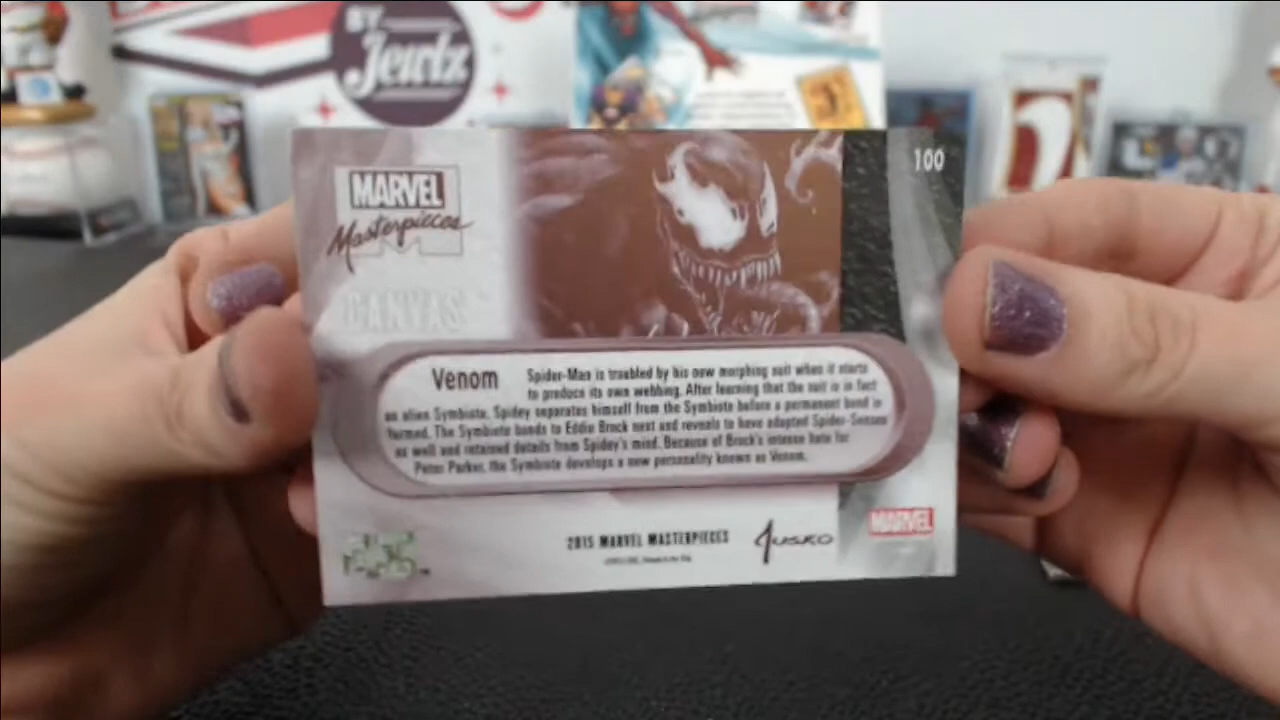 BY
Jewlz
100
MARVEL
Masterpieces
CANVAS
Venom
Spider-Man is troubled by his new morphing suit when it starts
to produce its own webbing. After learning that the suit is in fact
an alien Symbiote, Spidey separates himself from the Symbiote before a permanent bond is
formed. The Symbiote bonds to Eddie Brock next and reveals to have adapted Spider-Senses
as well and retained details from Spidey's mind. Because of Brock's intense hate for
Peter Parker, the Symbiote develops a new personality known as Venom.
2015 MARVEL MASTERPIECES
Jusko
MARVEL